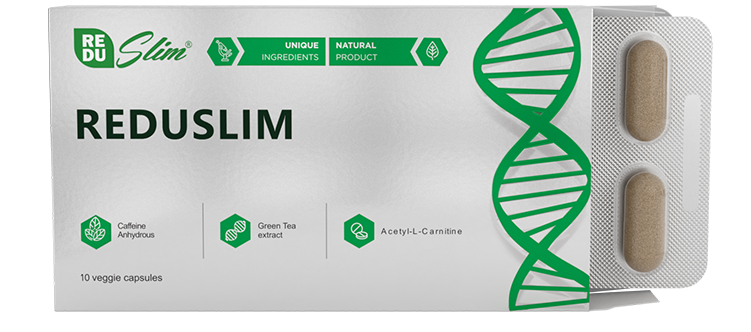 RE
DU
Slim®
UNIQUE
INGREDIENTS
NATURAL
PRODUCT
REDUSLIM
Caffeine
Anhydrous
Green Tea
extract
Acetyl-L-Carnitine
10 veggie capsules